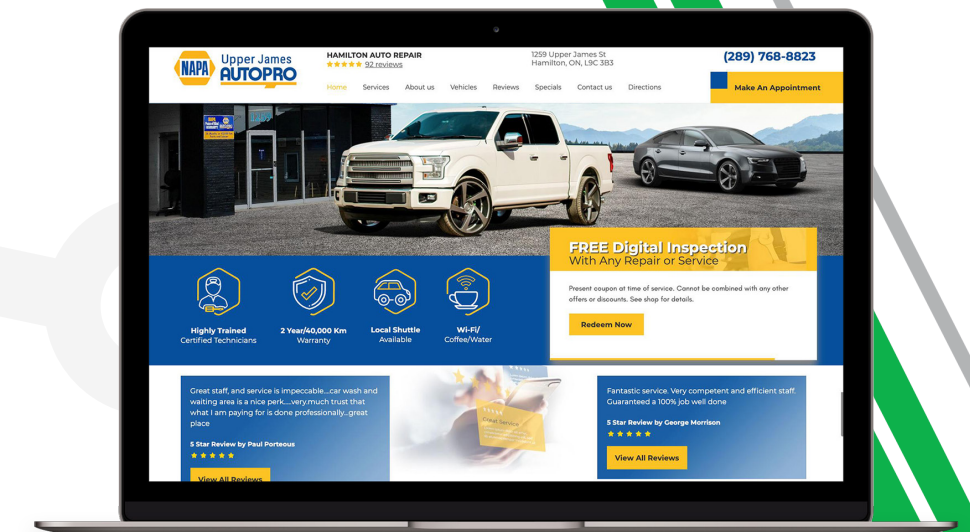 NAPA
Upper James
AUTOPRO
HAMILTON AUTO REPAIR
92 reviews
1259 Upper James St
Hamilton, ON, L9C 3B3
(289) 768-8823
Home Services About us Vehicles Reviews Specials Contact us Directions
Make An Appointment
FREE Digital Inspection
With Any Repair or Service
Present coupon at time of service. Cannot be combined with any other
offers or discounts. See shop for details.
Redeem Now
Highly Trained
Certified Technicians
2 Year/40,000 Km
Warranty
Local Shuttle
Available
Wi-Fi/
Coffee/Water
Great staff, and service is impeccable...car wash and
waiting area is a nice perk.....very.much trust that
what I am paying for is done professionally...great
place
5 Star Review by Paul Porteous
View All Reviews
Great Service
Fantastic service. Very competent and efficient staff.
Guaranteed a 100% job well done
5 Star Review by George Morrison
View All Reviews